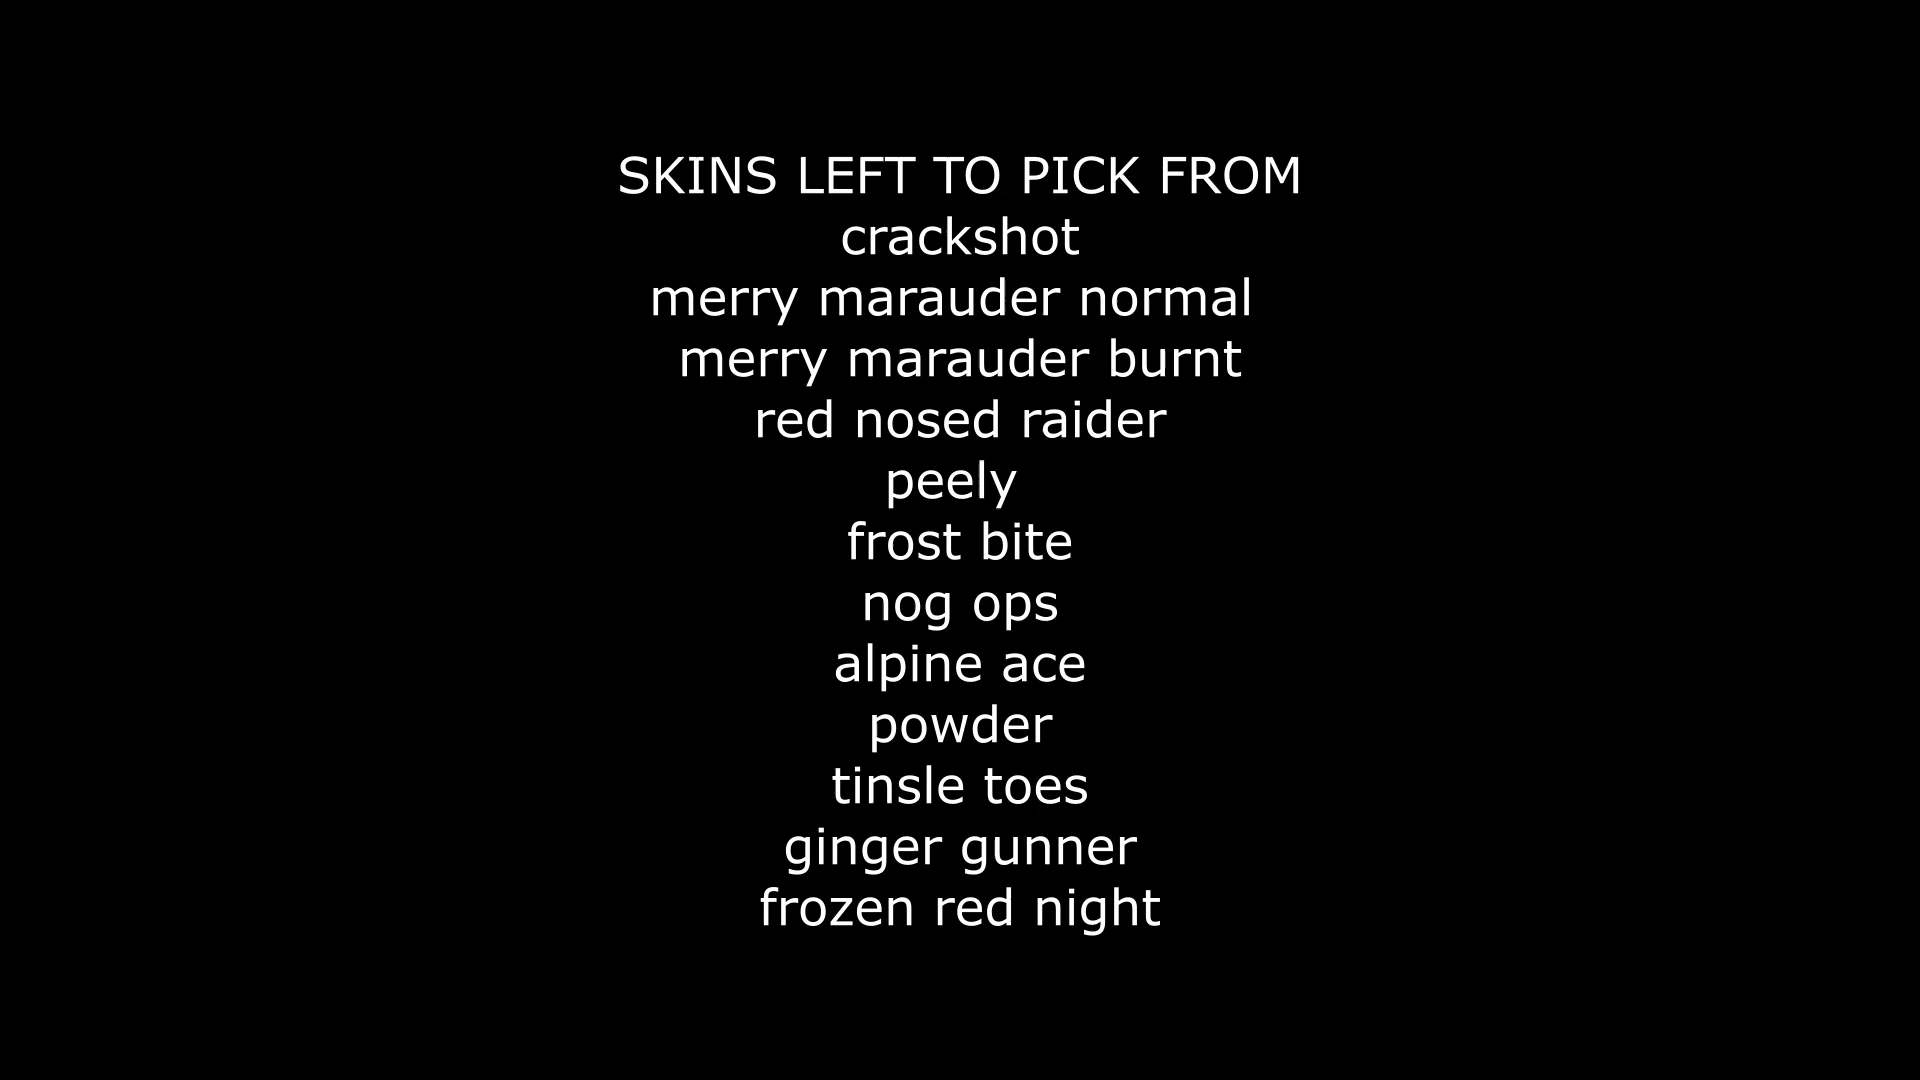 SKINS LEFT TO PICK FROM
crackshot
merry marauder normal
merry marauder burnt
red nosed raider
peely
frost bite
nog ops
alpine ace
powder
tinsle toes
ginger gunner
frozen red night